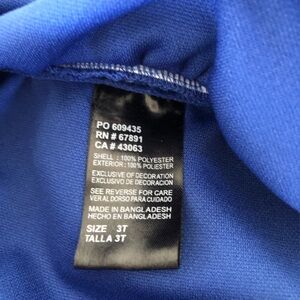 PO 609435
RN # 67891
CA # 43063
SHELL : 100% POLYESTER
EXTERIOR : 100% POLIESTER
EXCLUSIVE OF DECORATION
EXCLUSIVO DE DECORACION
SEE REVERSE FOR CARE
VER AL DORSO PARA CUIDADO
MADE IN BANGLADESH
HECHO EN BANGLADESH
SIZE 3T
TALLA 3T